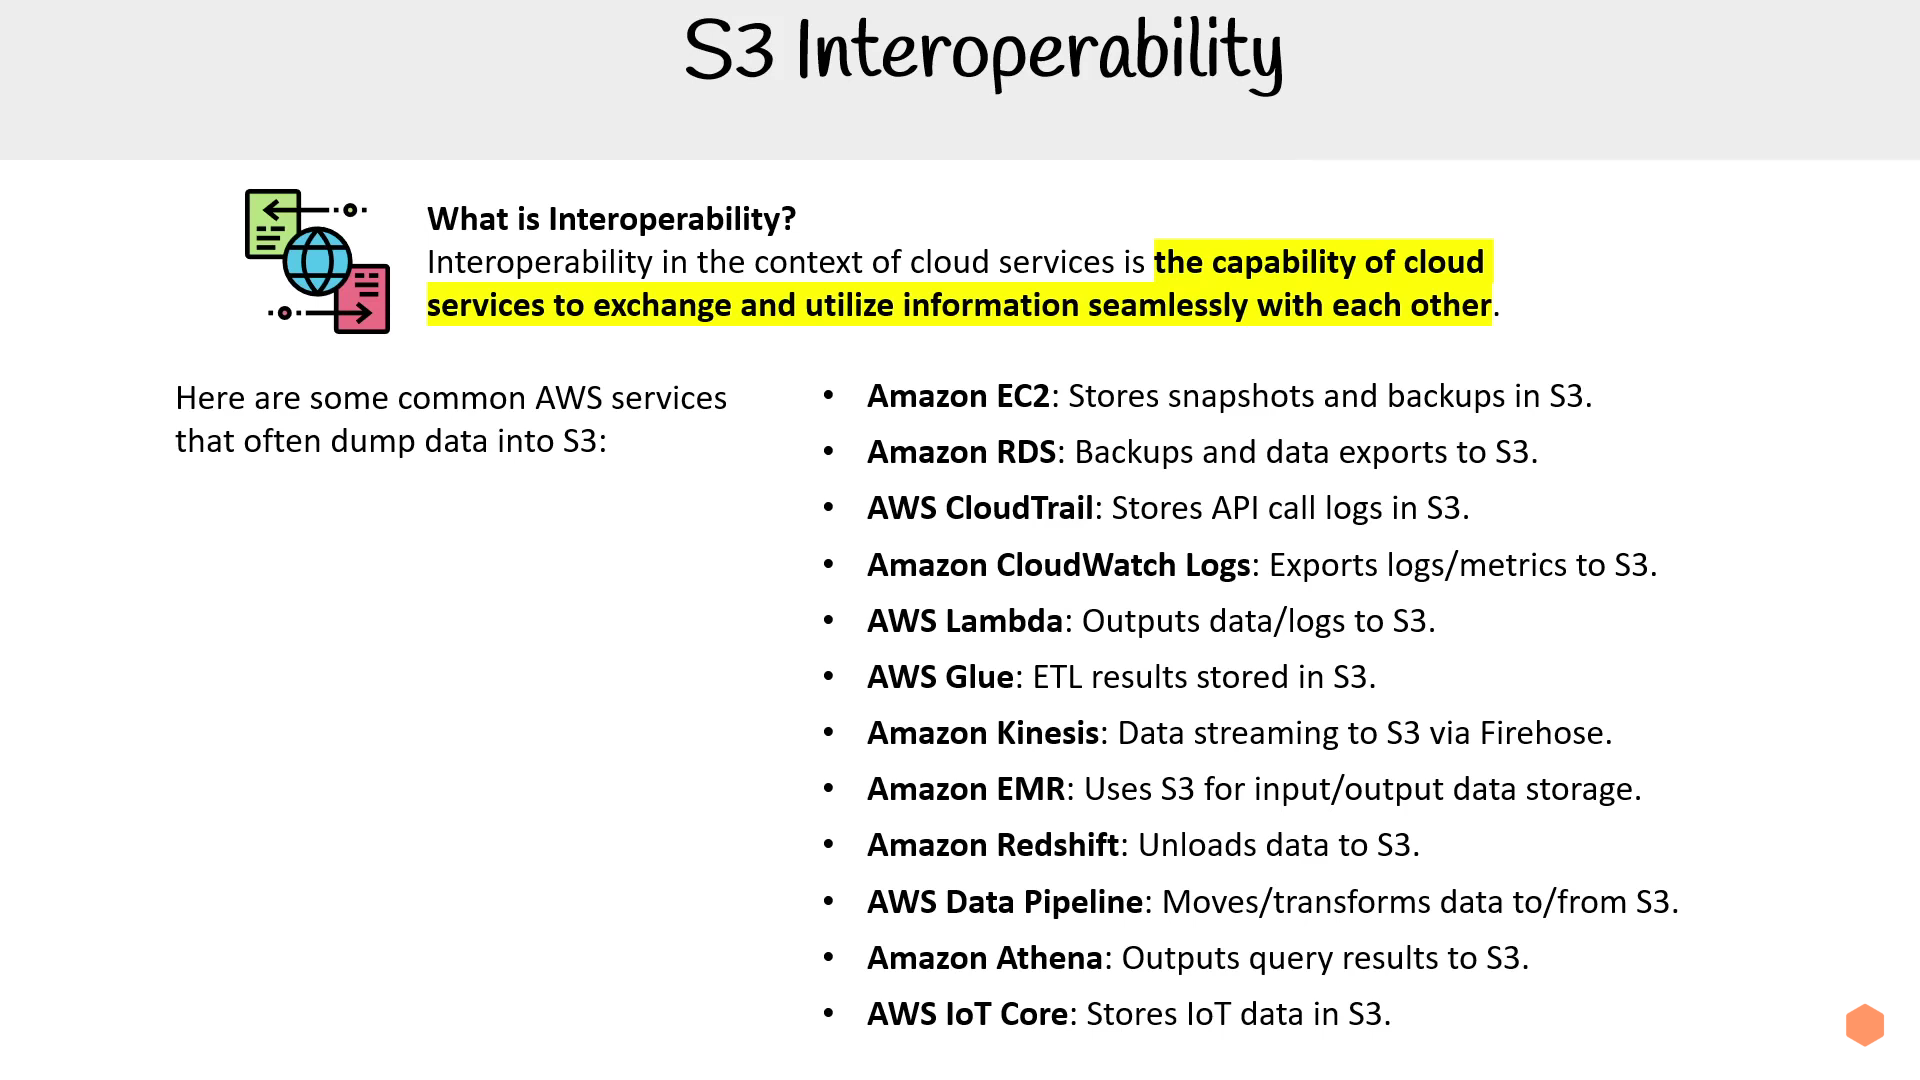 S3 Interoperability
What is Interoperability?
Interoperability in the context of cloud services is the capability of cloud
services to exchange and utilize information seamlessly with each other.
Here are some common AWS services
that often dump data into S3:
• Amazon EC2: Stores snapshots and backups in S3.
• Amazon RDS: Backups and data exports to S3.
• AWS CloudTrail: Stores API call logs in S3.
• Amazon CloudWatch Logs: Exports logs/metrics to S3.
• AWS Lambda: Outputs data/logs to S3.
• AWS Glue: ETL results stored in S3.
• Amazon Kinesis: Data streaming to S3 via Firehose.
• Amazon EMR: Uses S3 for input/output data storage.
• Amazon Redshift: Unloads data to S3.
• AWS Data Pipeline: Moves/transforms data to/from S3.
• Amazon Athena: Outputs query results to S3.
• AWS IoT Core: Stores IoT data in S3.